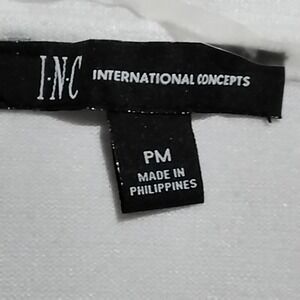 I·N·C INTERNATIONAL CONCEPTS
PM
MADE IN
PHILIPPINES